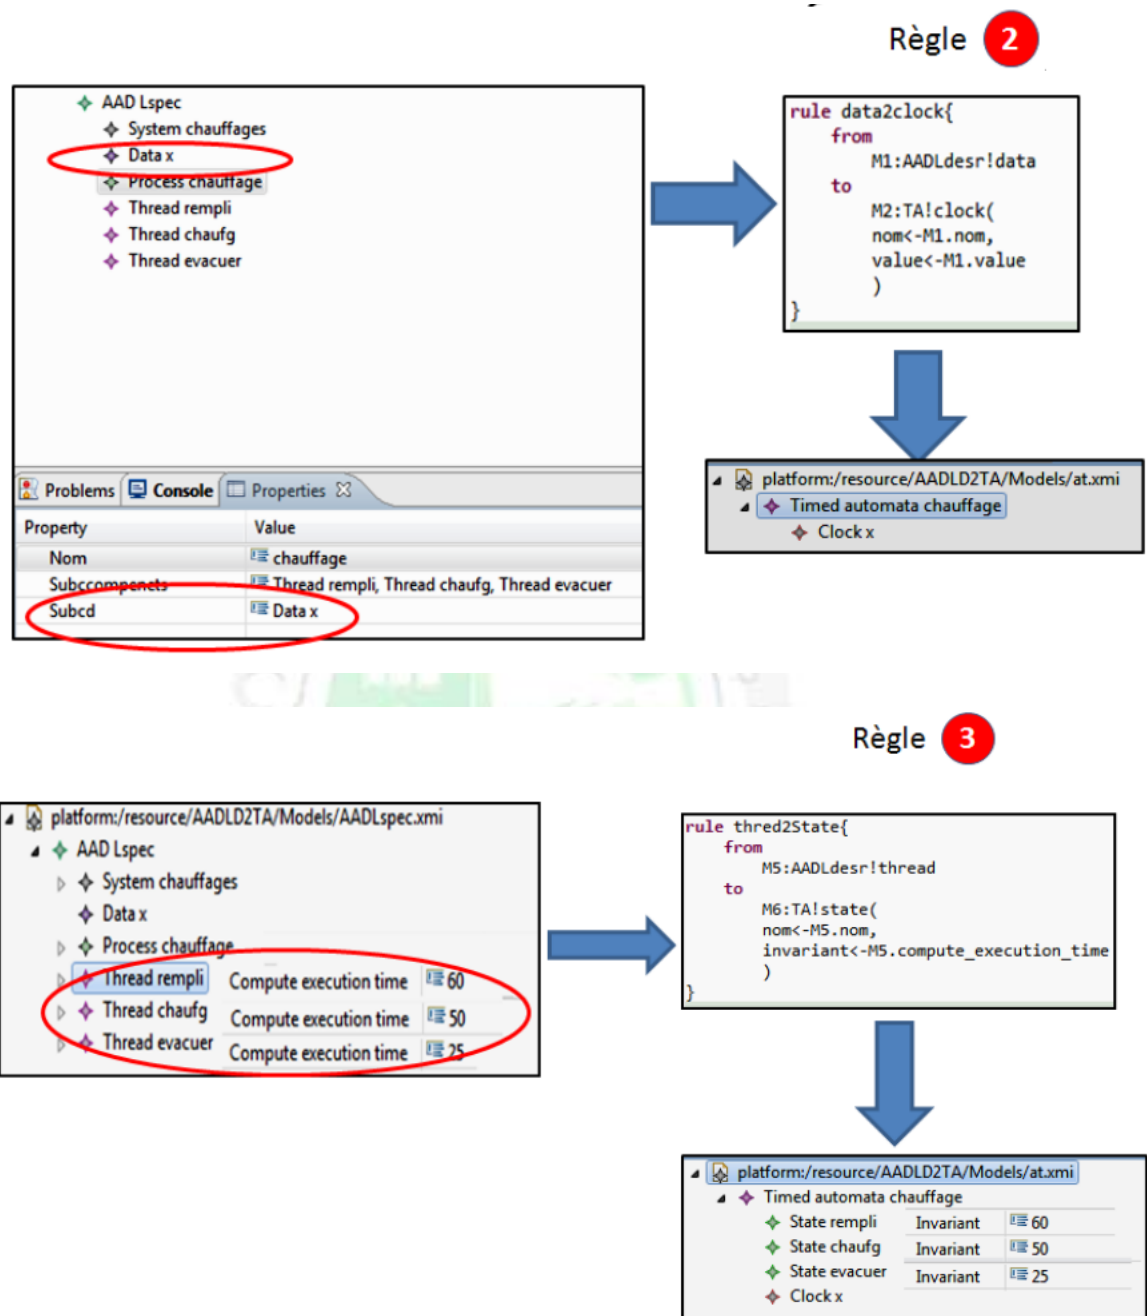 Règle 2
AAD Lspec
System chauffages
Data x
Process chauffage
Thread rempli
Thread chaufg
Thread evacuer
Problems Console Properties
Property Value
Nom chauffage
Subccompenets Thread rempli, Thread chaufg, Thread evacuer
Subcd Data x
rule data2clock{
from
M1:AADLdesr!data
to
M2:TA!clock(
nom<-M1.nom,
value<-M1.value
)
}
platform:/resource/AADLD2TA/Models/at.xmi
Timed automata chauffage
Clock x
Règle 3
platform:/resource/AADLD2TA/Models/AADLspec.xmi
AAD Lspec
System chauffages
Data x
Process chauffage
Thread rempli Compute execution time 60
Thread chaufg Compute execution time 50
Thread evacuer Compute execution time 25
rule thred2State{
from
M5:AADLdesr!thread
to
M6:TA!state(
nom<-M5.nom,
invariant<-M5.compute_execution_time
)
}
platform:/resource/AADLD2TA/Models/at.xmi
Timed automata chauffage
State rempli Invariant 60
State chaufg Invariant 50
State evacuer Invariant 25
Clock x